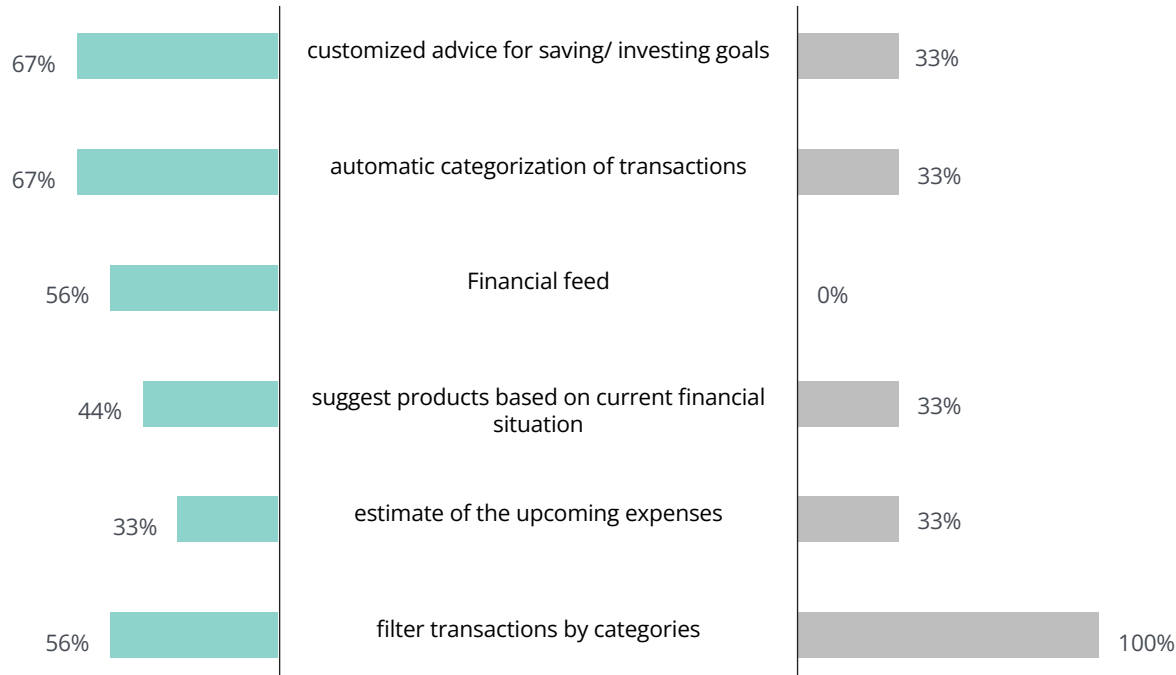 67%
customized advice for saving/ investing goals
33%
67%
automatic categorization of transactions
33%
56%
Financial feed
0%
44%
suggest products based on current financial
situation
33%
33%
estimate of the upcoming expenses
33%
56%
filter transactions by categories
100%